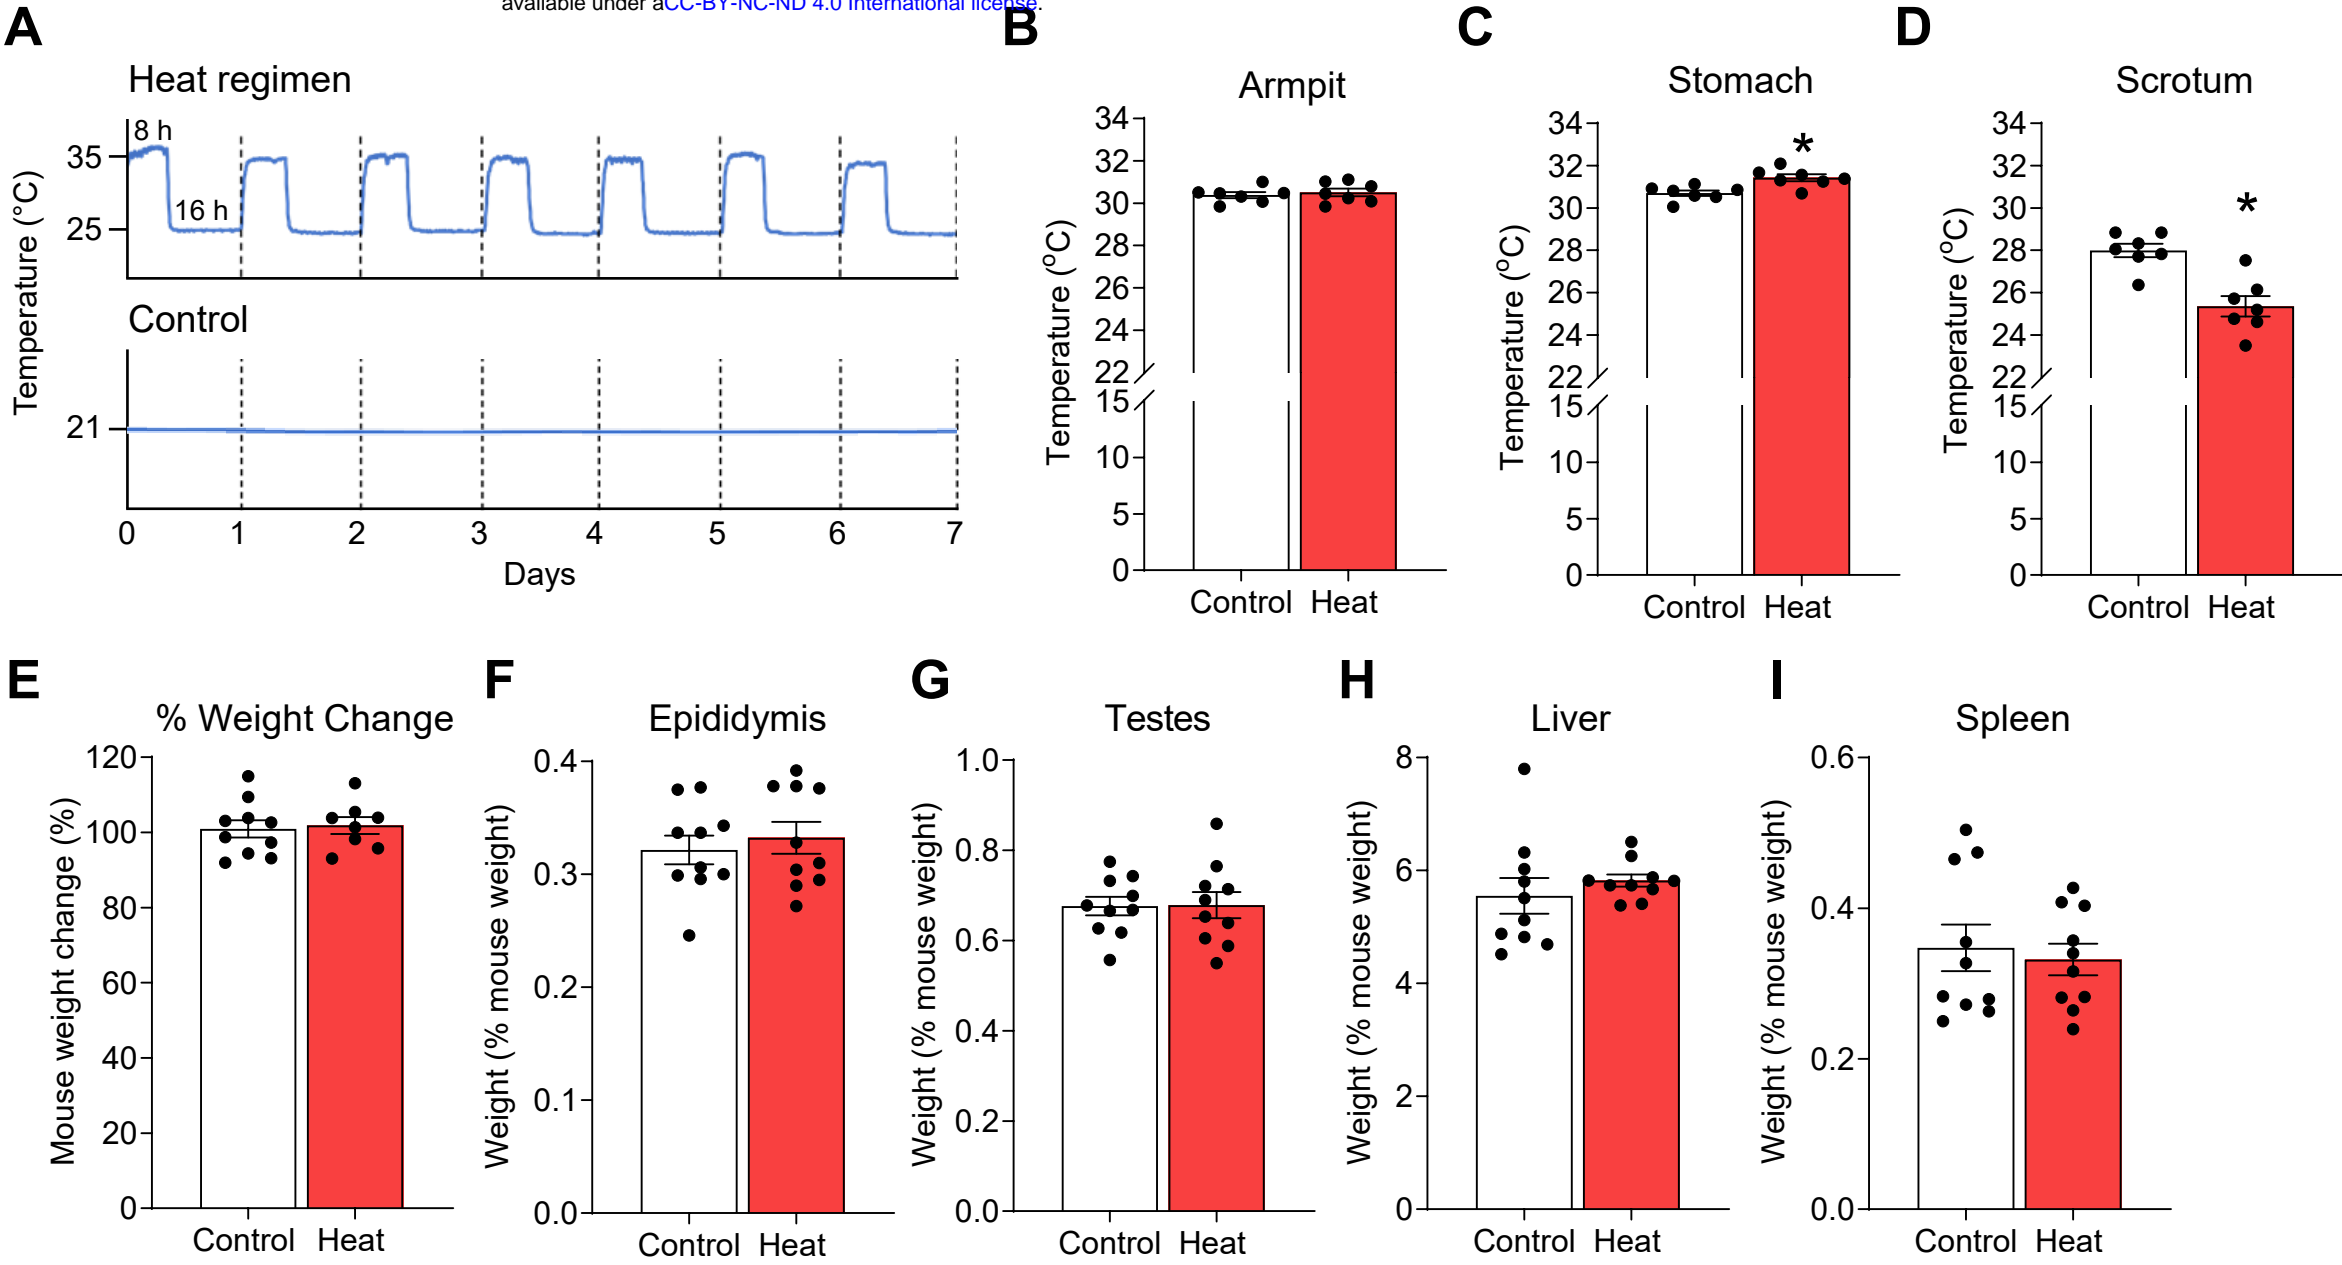 available under aCC-BY-NC-ND 4.0 International license.
A
Heat regimen
8 h
16 h
35
25
Control
21
Temperature (°C)
0 1 2 3 4 5 6 7
Days
B
Armpit
Temperature (°C)
34
32
30
28
26
24
22
15
10
5
0
Control Heat
C
Stomach
*
Temperature (°C)
34
32
30
28
26
24
22
15
10
5
0
Control Heat
D
Scrotum
*
Temperature (°C)
34
32
30
28
26
24
22
15
10
5
0
Control Heat
E
% Weight Change
Mouse weight change (%)
120
100
80
60
40
20
0
Control Heat
F
Epididymis
Weight (% mouse weight)
0.4
0.3
0.2
0.1
0.0
Control Heat
G
Testes
Weight (% mouse weight)
1.0
0.8
0.6
0.4
0.2
0.0
Control Heat
H
Liver
Weight (% mouse weight)
8
6
4
2
0
Control Heat
I
Spleen
Weight (% mouse weight)
0.6
0.4
0.2
0.0
Control Heat